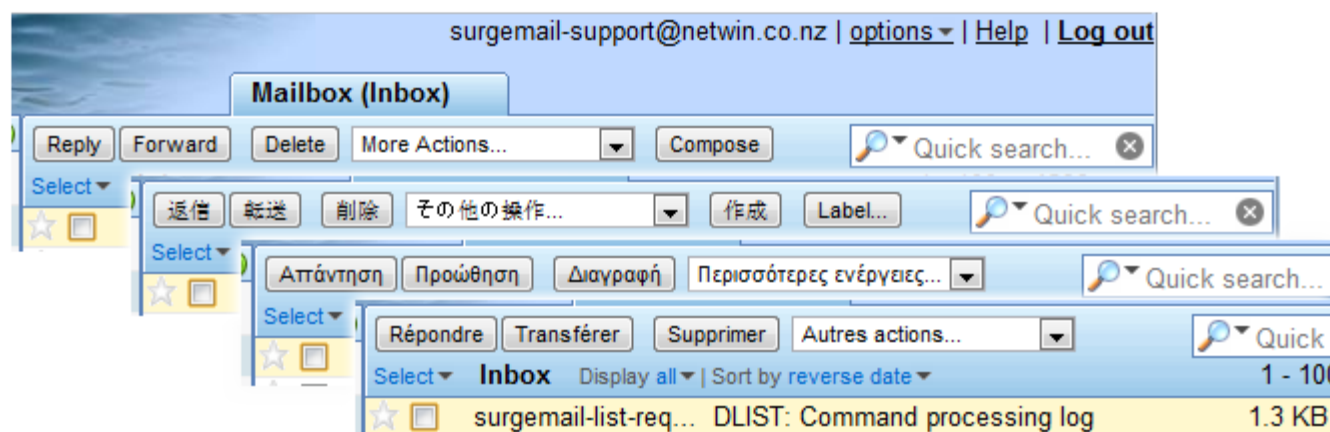 surgemail-support@netwin.co.nz | options | Help | Log out
Mailbox (Inbox)
Reply Forward Delete More Actions... Compose Quick search...
Select
返信 転送 削除 その他の操作... 作成 Label... Quick search...
Select
Απάντηση Προώθηση Διαγραφή Περισσότερες ενέργειες... Quick search...
Select
Répondre Transférer Supprimer Autres actions... Quick
Select Inbox Display all | Sort by reverse date 1 - 100
surgemail-list-req... DLIST: Command processing log 1.3 KB